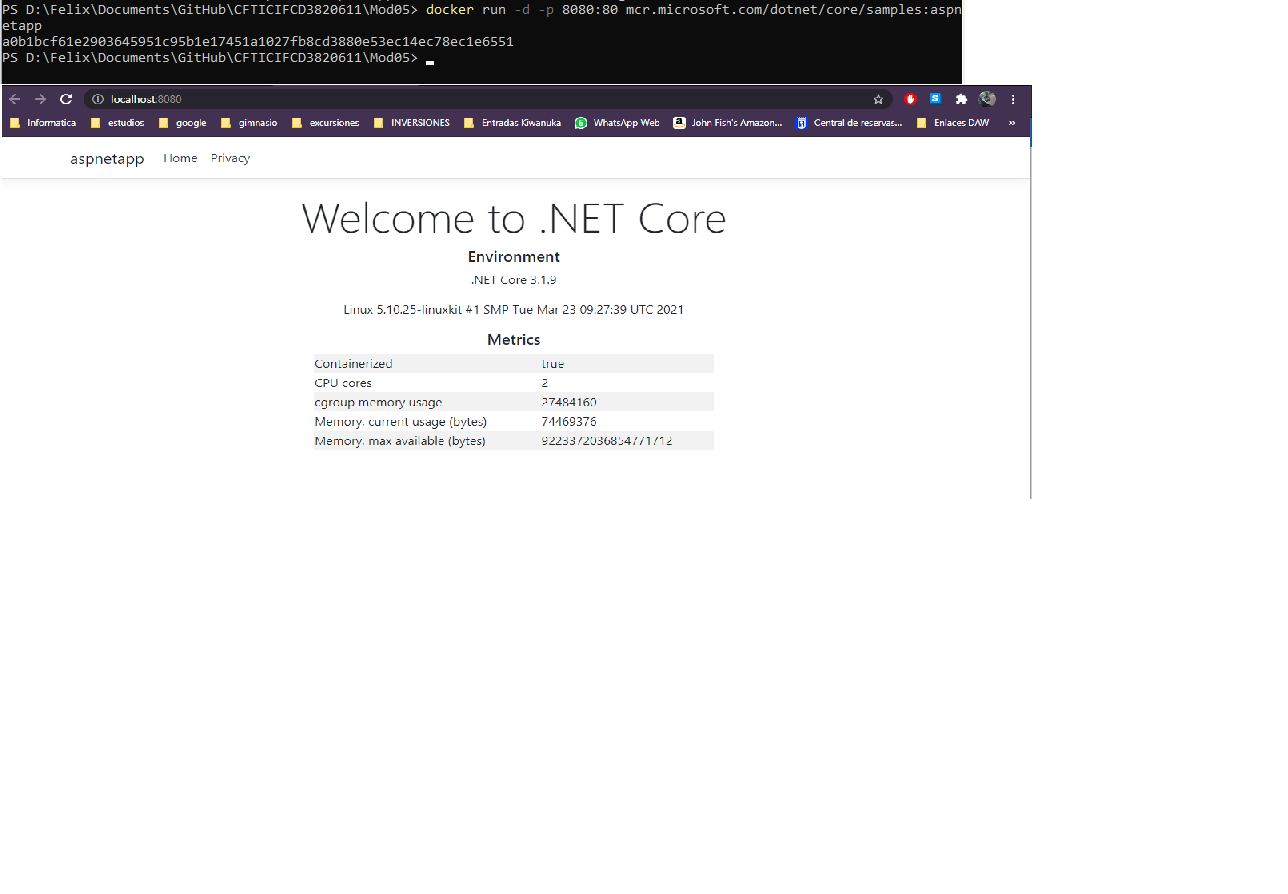 PS D:\Felix\Documents\GitHub\CFTICIFCD3820611\Mod05> docker run -d -p 8080:80 mcr.microsoft.com/dotnet/core/samples:aspn
etapp
a0b1bcf61e2903645951c95b1e17451a1027fb8cd3880e53ec14ec78ec1e6551
PS D:\Felix\Documents\GitHub\CFTICIFCD3820611\Mod05>
localhost:8080
Informatica estudios google gimnasio excursiones INVERSIONES Entradas Kiwanuka WhatsApp Web John Fish's Amazon... Central de reservas... Enlaces DAW »
aspnetapp Home Privacy
Welcome to .NET Core
Environment
.NET Core 3.1.9
Linux 5.10.25-linuxkit #1 SMP Tue Mar 23 09:27:39 UTC 2021
Metrics
Containerized true
CPU cores 2
cgroup memory usage 27484160
Memory, current usage (bytes) 74469376
Memory, max available (bytes) 9223372036854771712